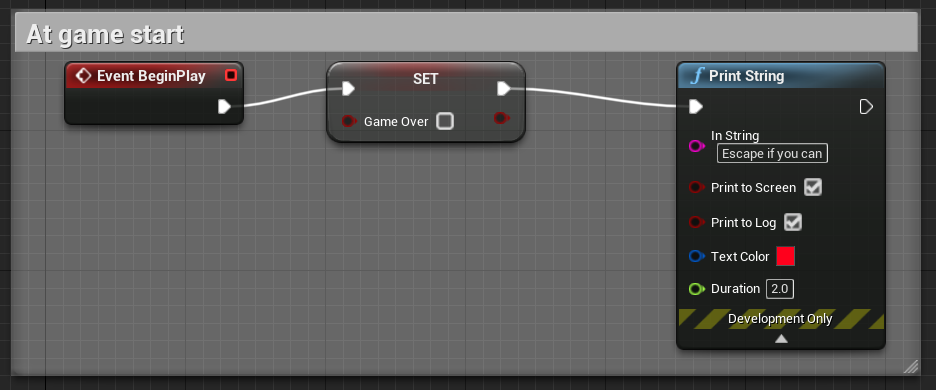 At game start
Event BeginPlay
SET
Game Over
Print String
In String
Escape if you can
Print to Screen
Print to Log
Text Color
Duration 2.0
Development Only